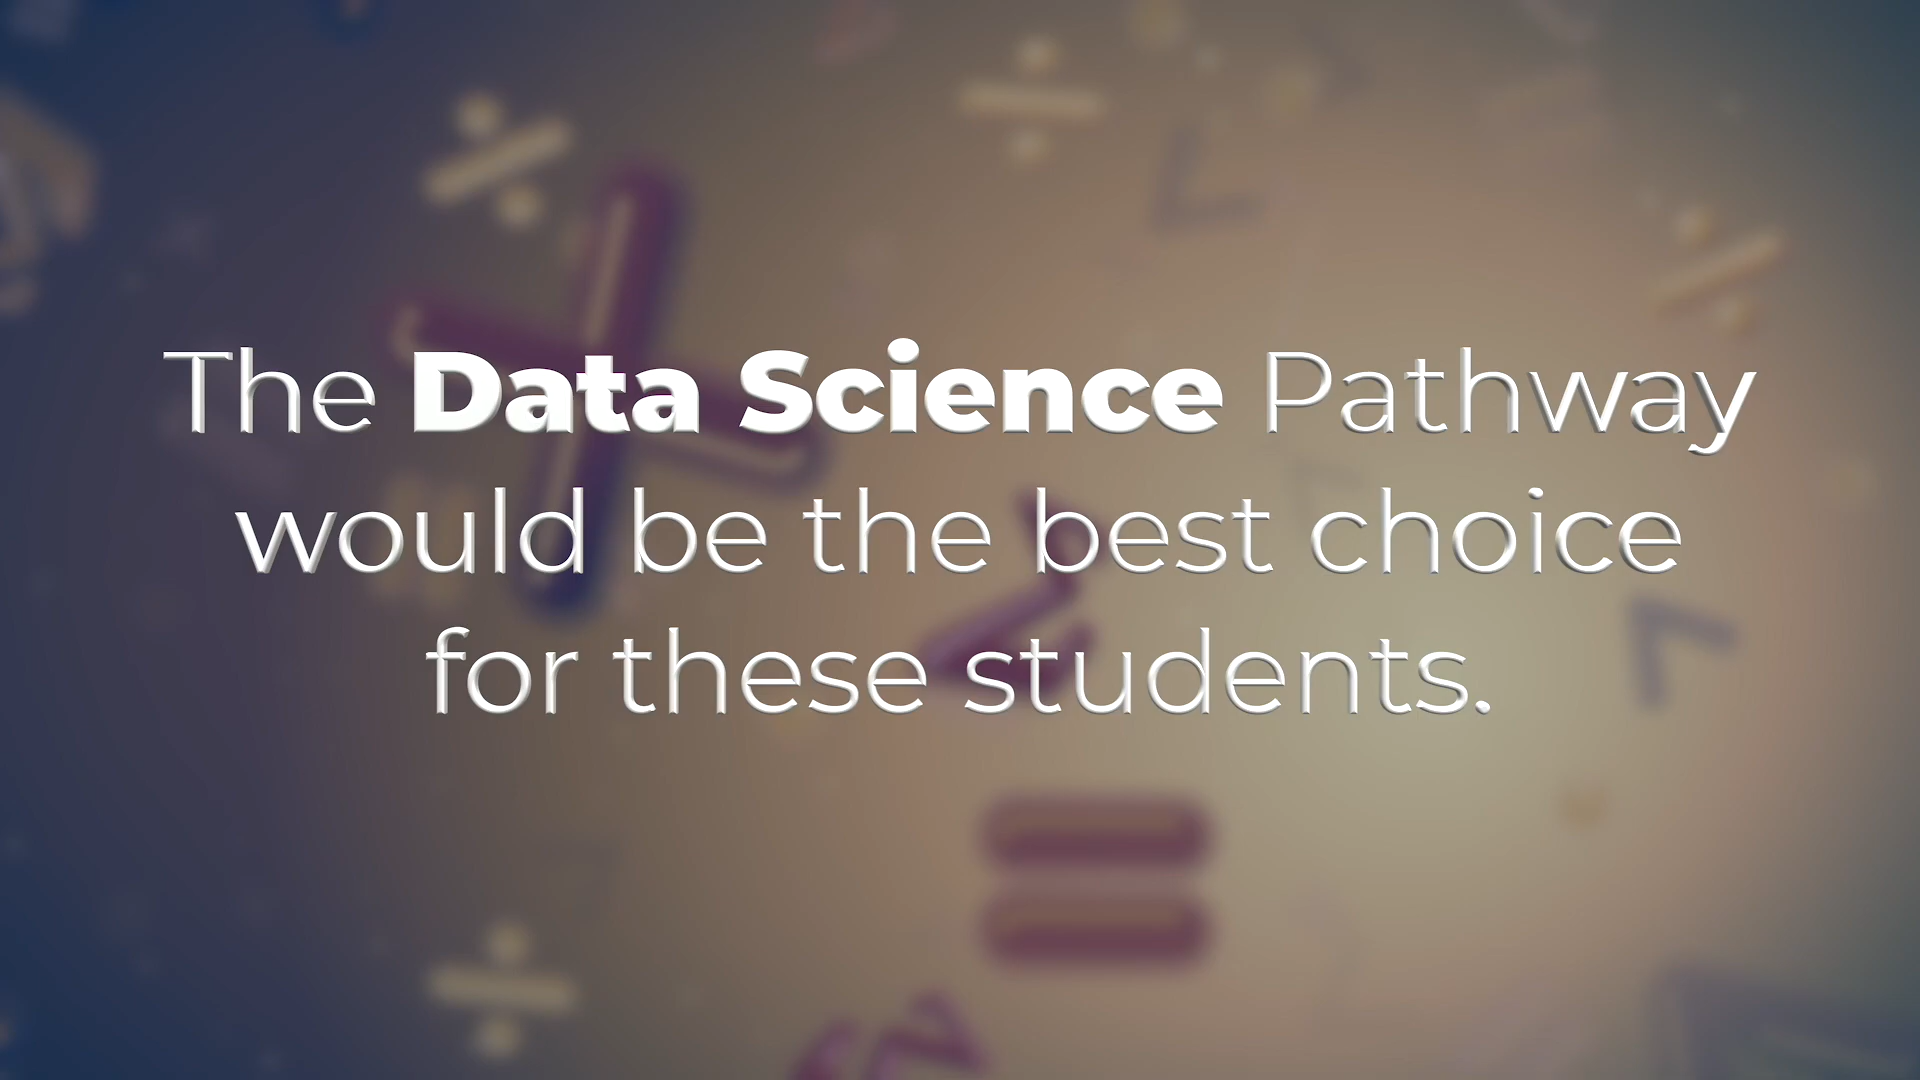 The Data Science Pathway
would be the best choice
for these students.